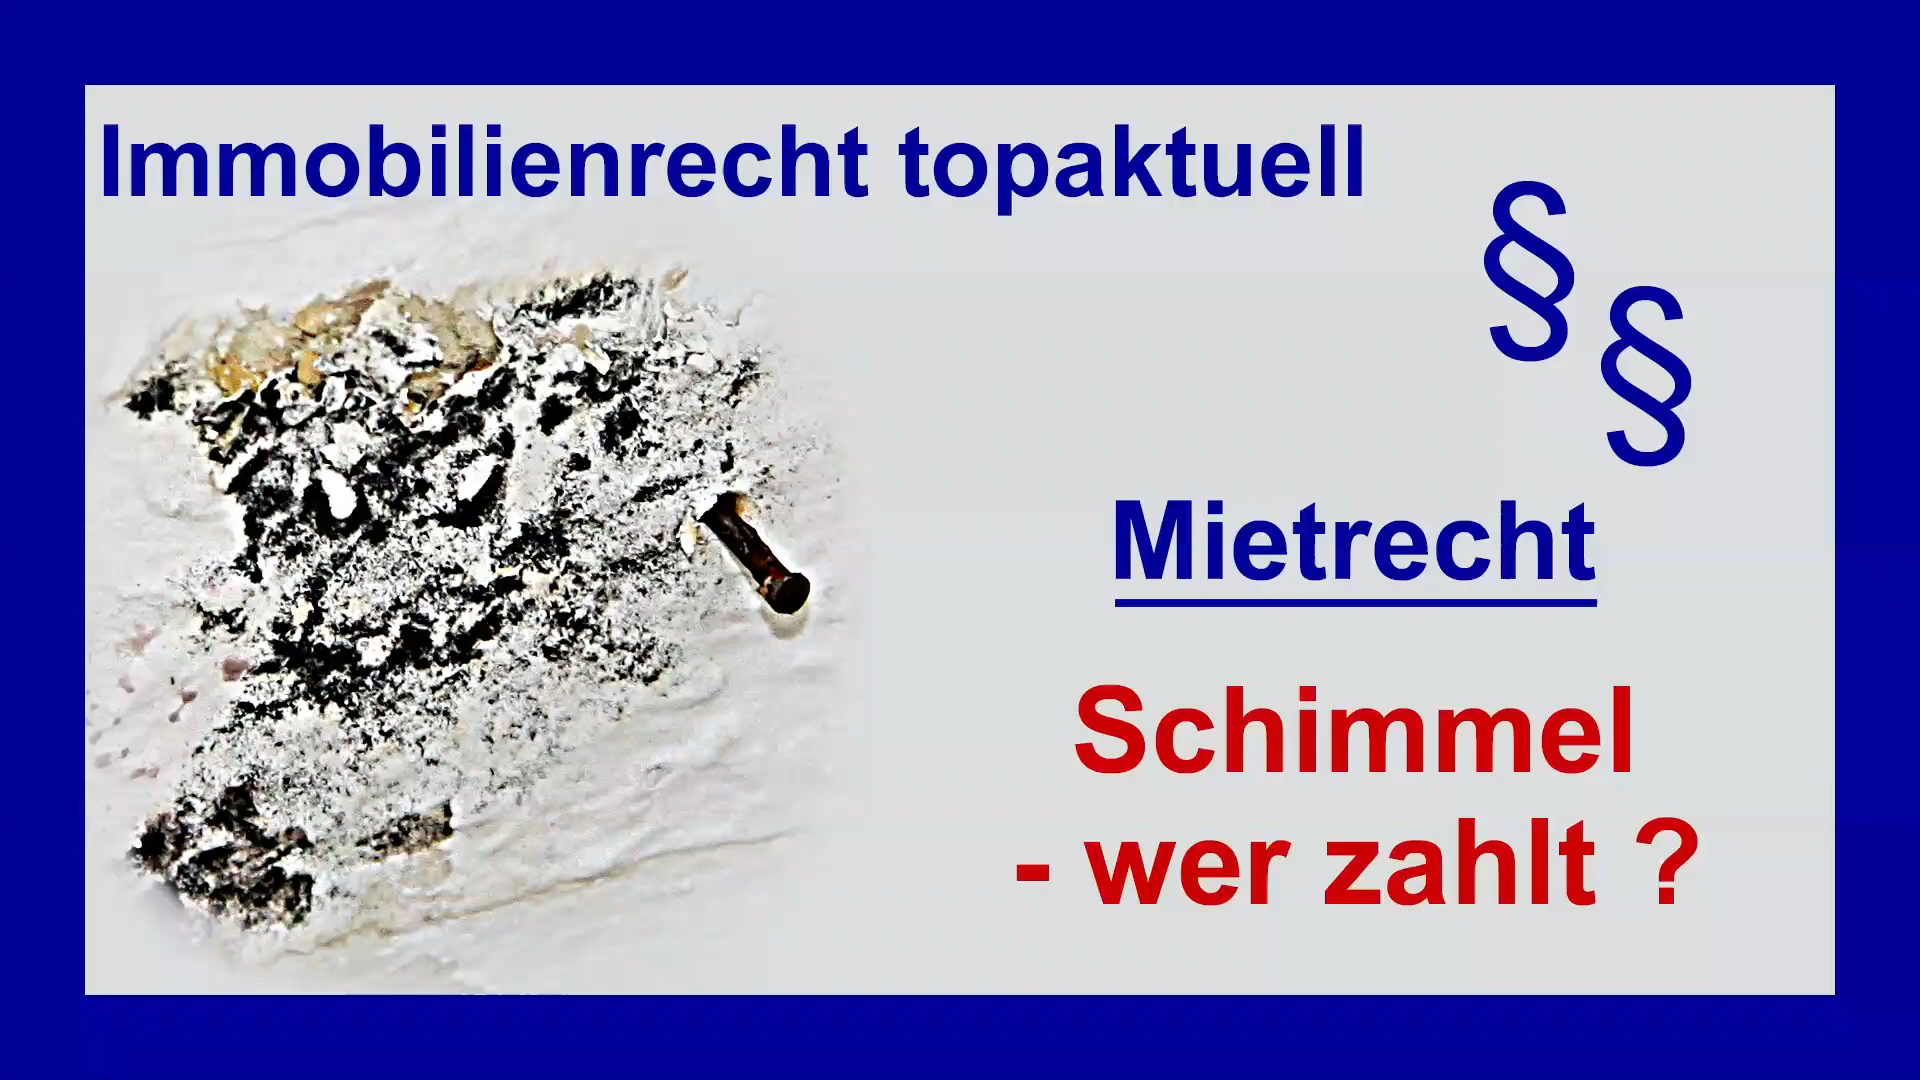 Immobilienrecht topaktuell
§
§
Mietrecht
Schimmel
- wer zahlt ?